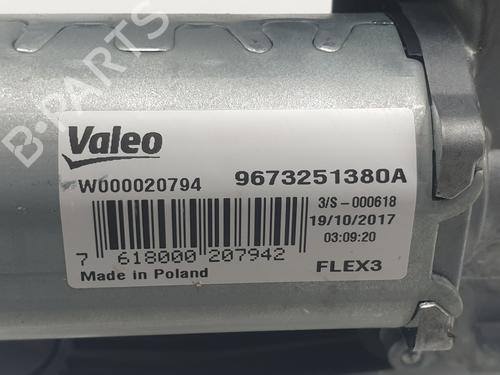 Valeo
W000020794 9673251380A
3/S-000618
19/10/2017
03:09:20
7 618000 207942
Made in Poland FLEX3
B-PARTS